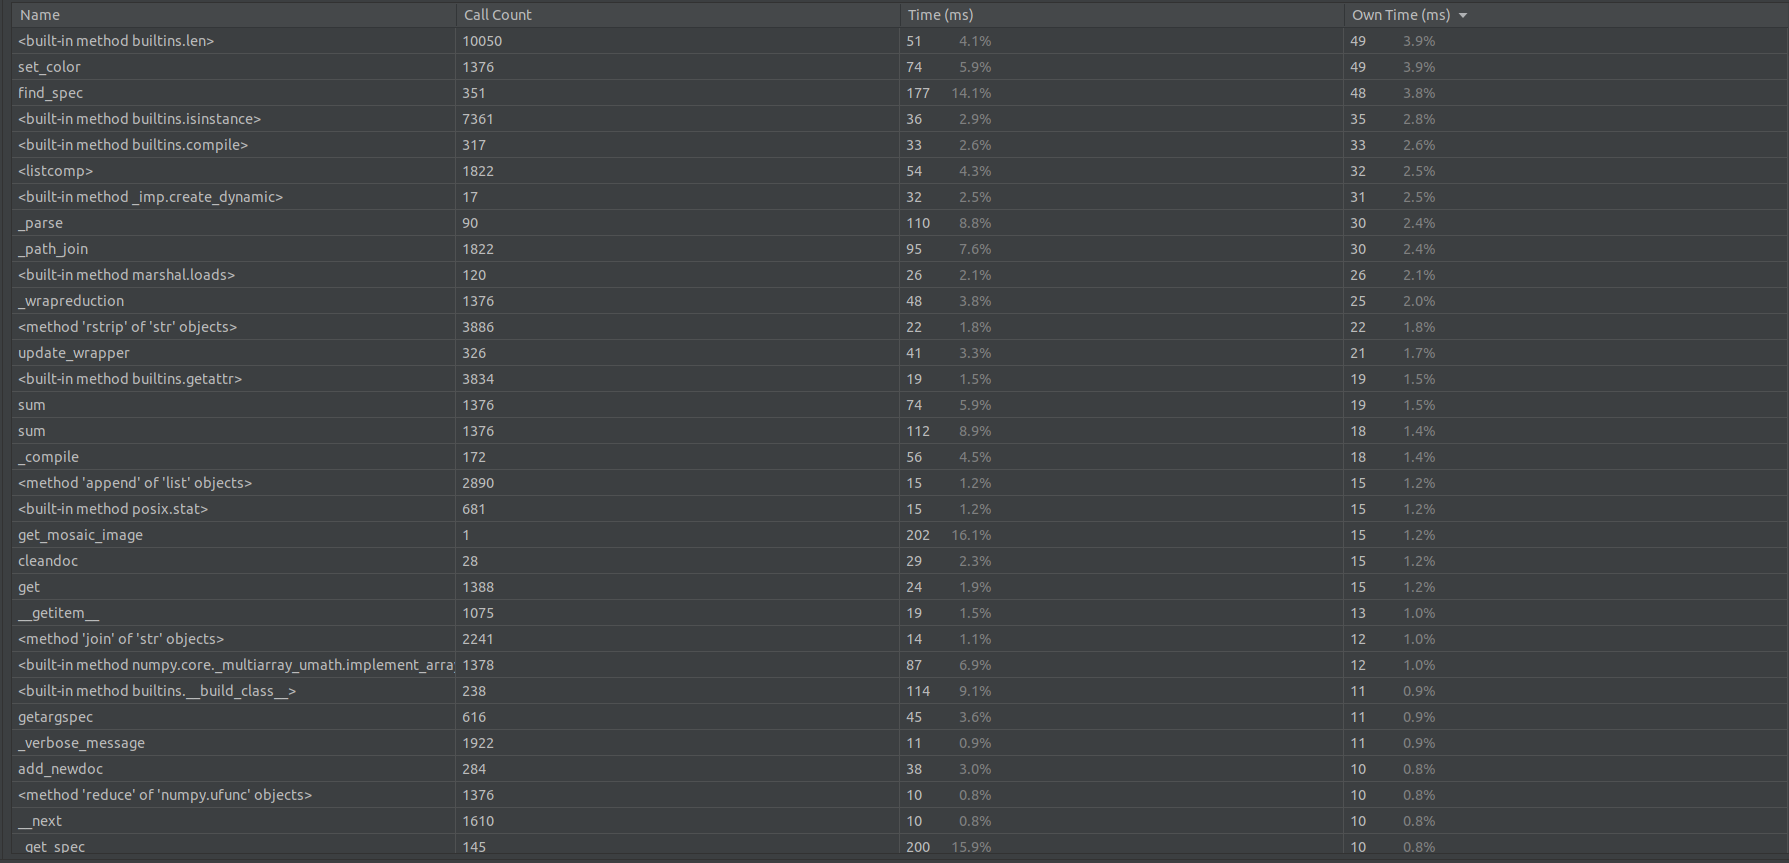 Name Call Count Time (ms) Own Time (ms)
<built-in method builtins.len> 10050 51 4.1% 49 3.9%
set_color 1376 74 5.9% 49 3.9%
find_spec 351 177 14.1% 48 3.8%
<built-in method builtins.isinstance> 7361 36 2.9% 35 2.8%
<built-in method builtins.compile> 317 33 2.6% 33 2.6%
<listcomp> 1822 54 4.3% 32 2.5%
<built-in method _imp.create_dynamic> 17 32 2.5% 31 2.5%
_parse 90 110 8.8% 30 2.4%
_path_join 1822 95 7.6% 30 2.4%
<built-in method marshal.loads> 120 26 2.1% 26 2.1%
_wrapreduction 1376 48 3.8% 25 2.0%
<method 'rstrip' of 'str' objects> 3886 22 1.8% 22 1.8%
update_wrapper 326 41 3.3% 21 1.7%
<built-in method builtins.getattr> 3834 19 1.5% 19 1.5%
sum 1376 74 5.9% 19 1.5%
sum 1376 112 8.9% 18 1.4%
_compile 172 56 4.5% 18 1.4%
<method 'append' of 'list' objects> 2890 15 1.2% 15 1.2%
<built-in method posix.stat> 681 15 1.2% 15 1.2%
get_mosaic_image 1 202 16.1% 15 1.2%
cleandoc 28 29 2.3% 15 1.2%
get 1388 24 1.9% 15 1.2%
__getitem__ 1075 19 1.5% 13 1.0%
<method 'join' of 'str' objects> 2241 14 1.1% 12 1.0%
<built-in method numpy.core._multiarray_umath.implement_array 1378 87 6.9% 12 1.0%
<built-in method builtins.__build_class__> 238 114 9.1% 11 0.9%
getargspec 616 45 3.6% 11 0.9%
_verbose_message 1922 11 0.9% 11 0.9%
add_newdoc 284 38 3.0% 10 0.8%
<method 'reduce' of 'numpy.ufunc' objects> 1376 10 0.8% 10 0.8%
__next 1610 10 0.8% 10 0.8%
_get_spec 145 200 15.9% 10 0.8%